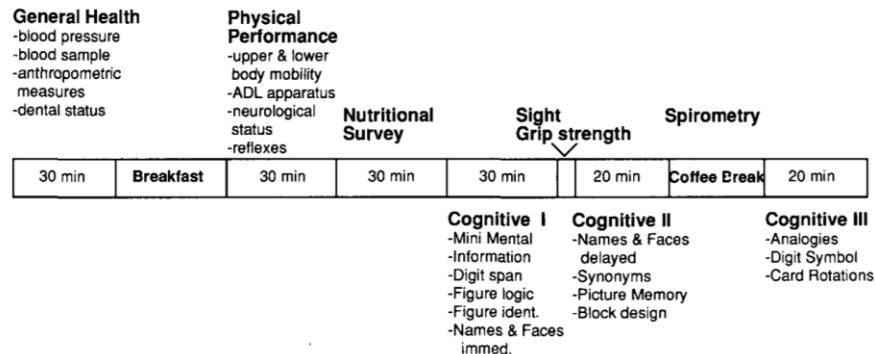 General Health
-blood pressure
-blood sample
-anthropometric
measures
-dental status
Physical
Performance
-upper & lower
body mobility
-ADL apparatus
-neurological
status
-reflexes
Nutritional
Survey
Sight
Grip strength
Spirometry
30 min
Breakfast
30 min
30 min
30 min
20 min
Coffee Break
20 min
Cognitive I
-Mini Mental
-Information
-Digit span
-Figure logic
-Figure ident.
-Names & Faces
immed.
Cognitive II
-Names & Faces
delayed
-Synonyms
-Picture Memory
-Block design
Cognitive III
-Analogies
-Digit Symbol
-Card Rotations